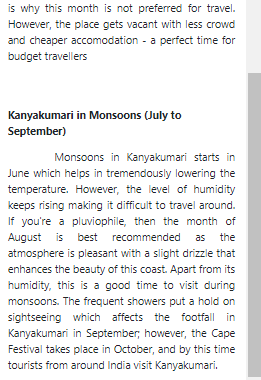 is why this month is not preferred for travel.
However, the place gets vacant with less crowd
and cheaper accomodation - a perfect time for
budget travellers
Kanyakumari in Monsoons (July to
September)
Monsoons in Kanyakumari starts in
June which helps in tremendously lowering the
temperature. However, the level of humidity
keeps rising making it difficult to travel around.
If you're a pluviophile, then the month of
August is best recommended as the
atmosphere is pleasant with a slight drizzle that
enhances the beauty of this coast. Apart from its
humidity, this is a good time to visit during
monsoons. The frequent showers put a hold on
sightseeing which affects the footfall in
Kanyakumari in September; however, the Cape
Festival takes place in October, and by this time
tourists from around India visit Kanyakumari.